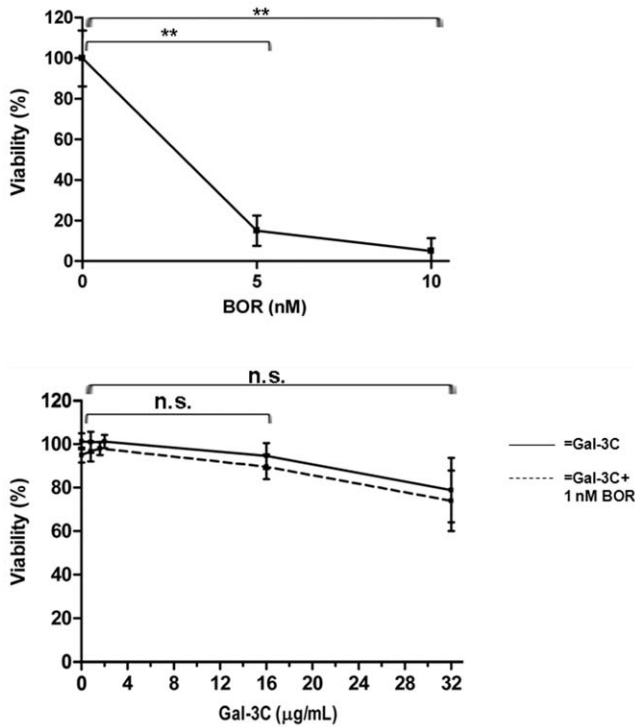 **
**
120
100
80
60
40
20
0
Viability (%)
0 5 10
BOR (nM)
n.s.
n.s.
120
100
80
60
40
20
0
Viability (%)
0 4 8 12 16 20 24 28 32
Gal-3C (μg/mL)
=Gal-3C
=Gal-3C+
1 nM BOR